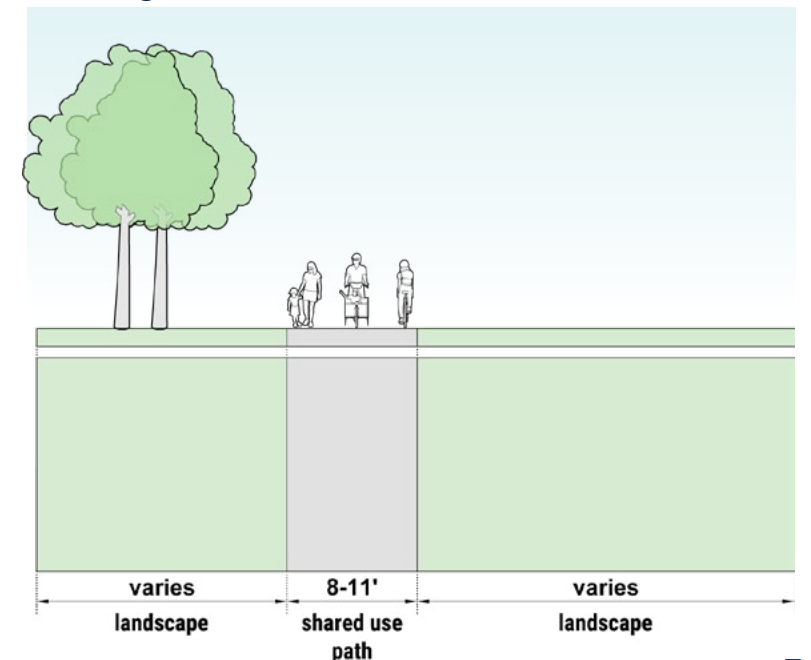 varies
8-11'
varies
landscape
shared use
path
landscape